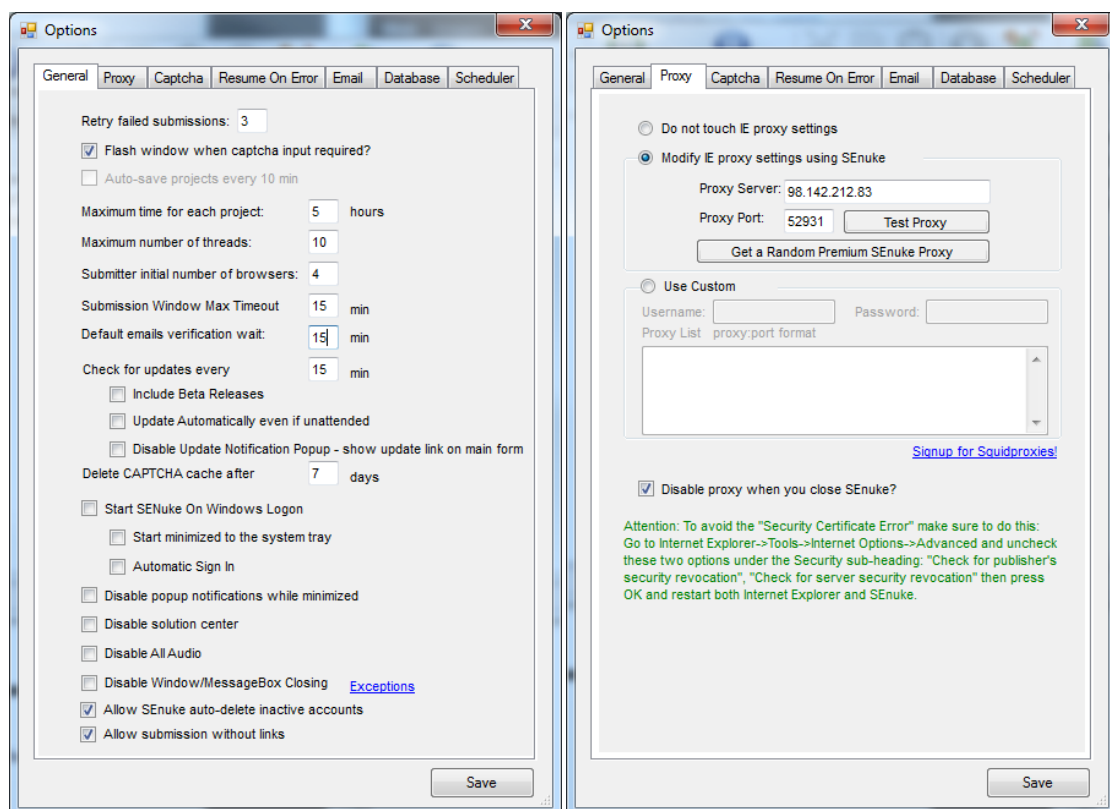 Options
General Proxy Captcha Resume On Error Email Database Scheduler
Retry failed submissions: 3
Flash window when captcha input required?
Auto-save projects every 10 min
Maximum time for each project: 5 hours
Maximum number of threads: 10
Submitter initial number of browsers: 4
Submission Window Max Timeout 15 min
Default emails verification wait: 15 min
Check for updates every 15 min
Include Beta Releases
Update Automatically even if unattended
Disable Update Notification Popup - show update link on main form
Delete CAPTCHA cache after 7 days
Start SENuke On Windows Logon
Start minimized to the system tray
Automatic Sign In
Disable popup notifications while minimized
Disable solution center
Disable All Audio
Disable Window/MessageBox Closing Exceptions
Allow SEnuke auto-delete inactive accounts
Allow submission without links
Save
Options
General Proxy Captcha Resume On Error Email Database Scheduler
Do not touch IE proxy settings
Modify IE proxy settings using SEnuke
Proxy Server: 98.142.212.83
Proxy Port: 52931 Test Proxy
Get a Random Premium SEnuke Proxy
Use Custom
Username: Password:
Proxy List proxy:port format
Signup for Squidproxies!
Disable proxy when you close SEnuke?
Attention: To avoid the "Security Certificate Error" make sure to do this:
Go to Internet Explorer->Tools->Internet Options->Advanced and uncheck
these two options under the Security sub-heading: "Check for publisher's
security revocation", "Check for server security revocation" then press
OK and restart both Internet Explorer and SEnuke.
Save